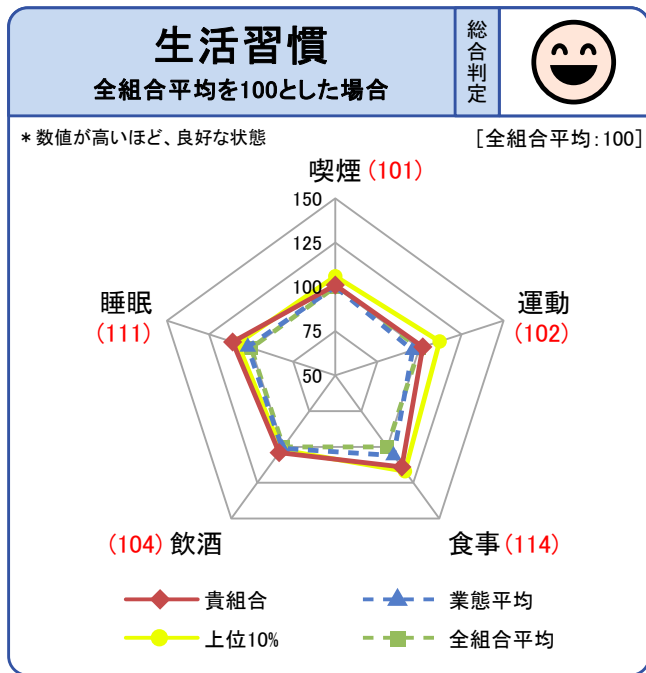 生活習慣
全組合平均を100とした場合
総合判定
*数値が高いほど、良好な状態
[全組合平均:100]
喫煙(101)
150
125
100
75
50
睡眠
(111)
運動
(102)
(104)飲酒
食事(114)
貴組合
業態平均
上位10%
全組合平均